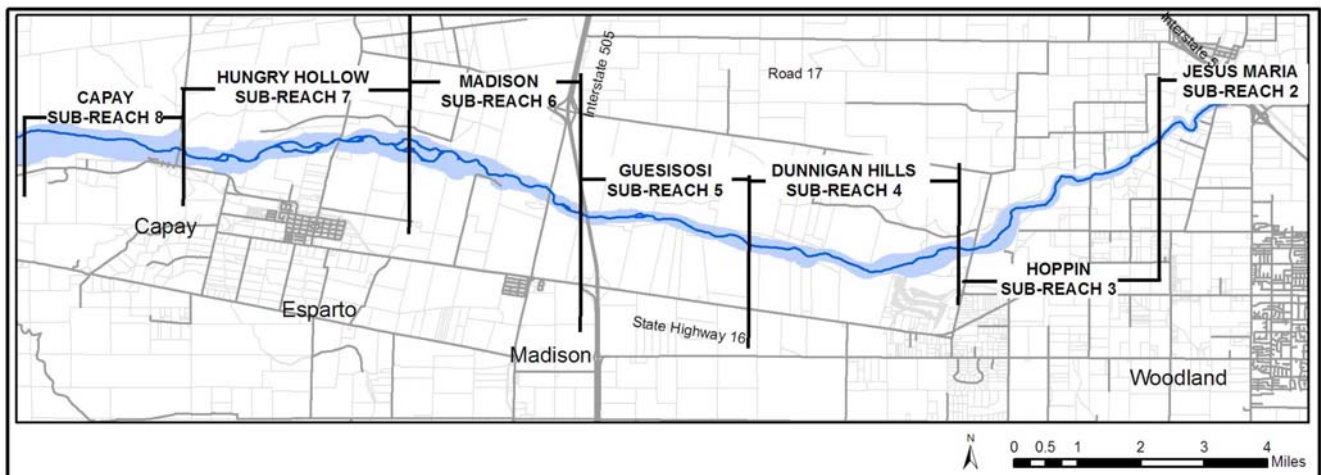 CAPAY
SUB-REACH 8
HUNGRY HOLLOW
SUB-REACH 7
MADISON
SUB-REACH 6
Interstate 505
Road 17
Interstate 5
JESUS MARIA
SUB-REACH 2
GUESISOSI
SUB-REACH 5
DUNNIGAN HILLS
SUB-REACH 4
Capay
HOPPIN
SUB-REACH 3
Esparto
State Highway 16
Madison
Woodland
N
0 0.5 1 2 3 4
Miles